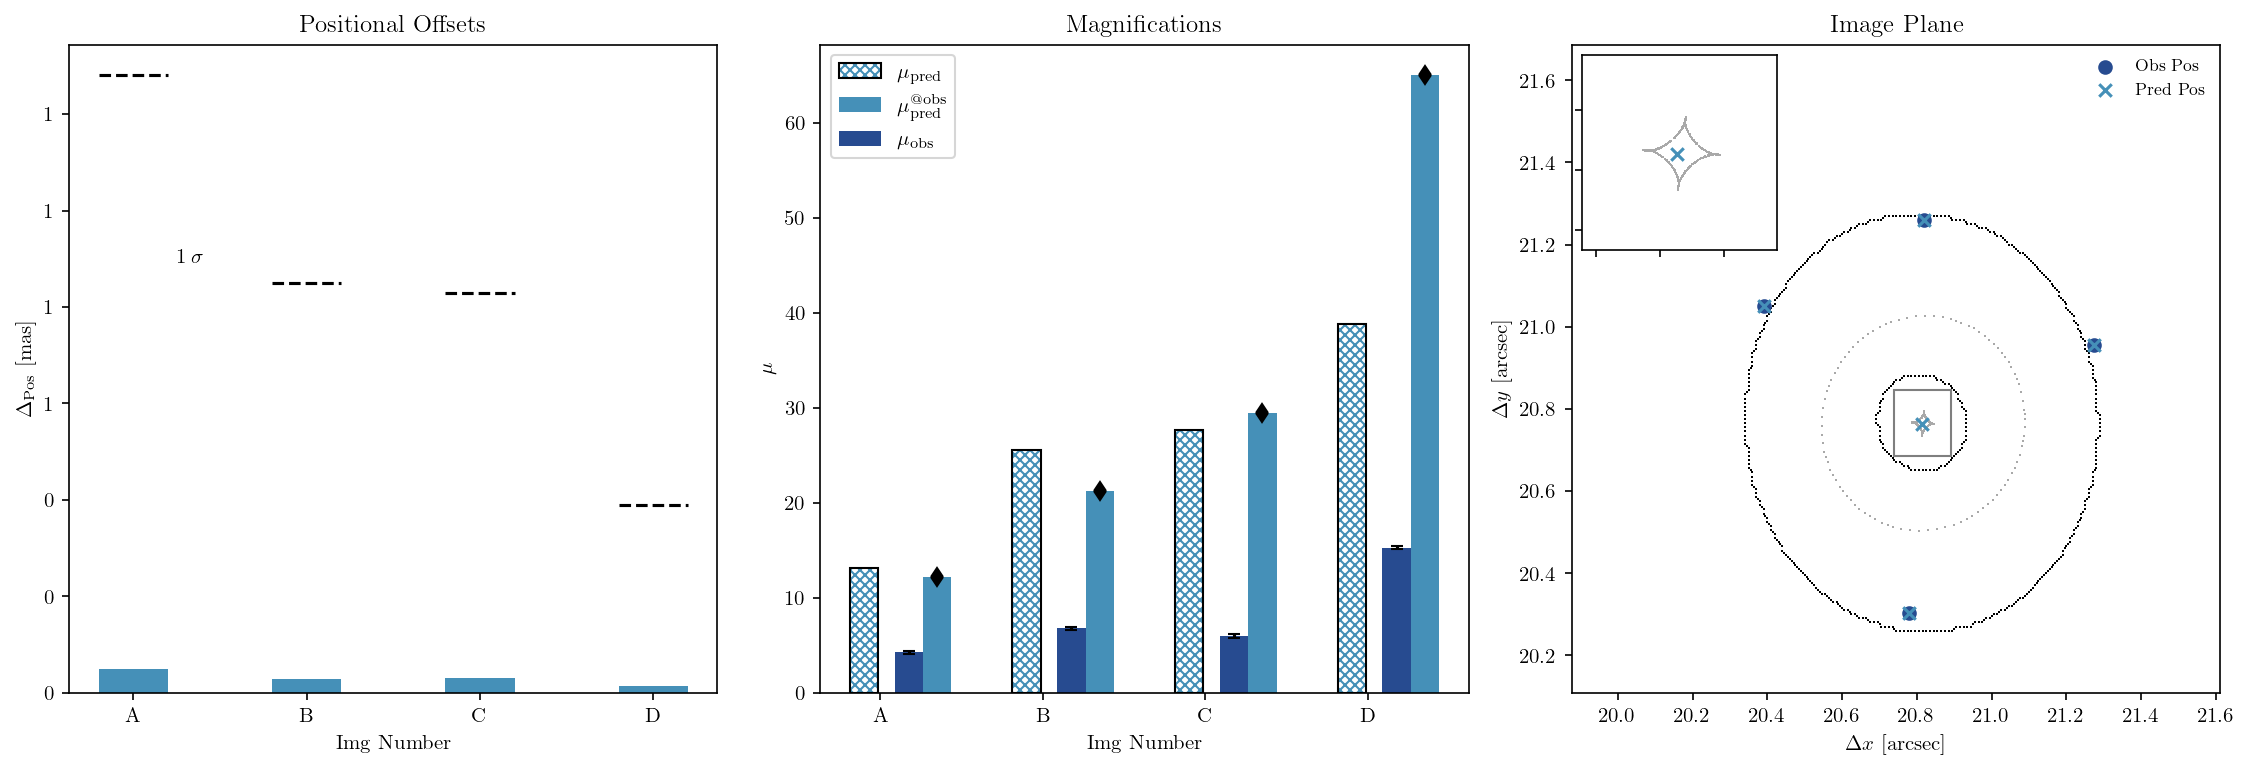 Positional Offsets
1
1
1
1
0
0
0
1 σ
Δ_Pos [mas]
A B C D
Img Number
Magnifications
μ_pred
μ_pred^@obs
μ_obs
60
50
40
30
20
10
0
μ
A B C D
Img Number
Image Plane
Obs Pos
Pred Pos
21.6
21.4
21.2
21.0
20.8
20.6
20.4
20.2
Δy [arcsec]
20.0 20.2 20.4 20.6 20.8 21.0 21.2 21.4 21.6
Δx [arcsec]